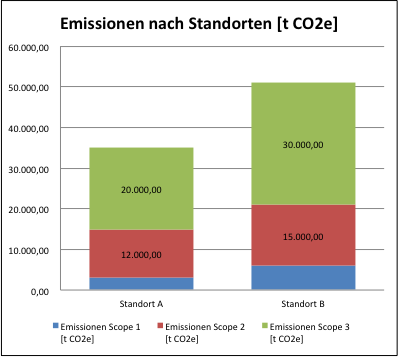 Emissionen nach Standorten [t CO2e]
60.000,00
50.000,00
40.000,00
30.000,00
20.000,00
10.000,00
0,00
20.000,00
12.000,00
30.000,00
15.000,00
Standort A
Standort B
Emissionen Scope 1
[t CO2e]
Emissionen Scope 2
[t CO2e]
Emissionen Scope 3
[t CO2e]